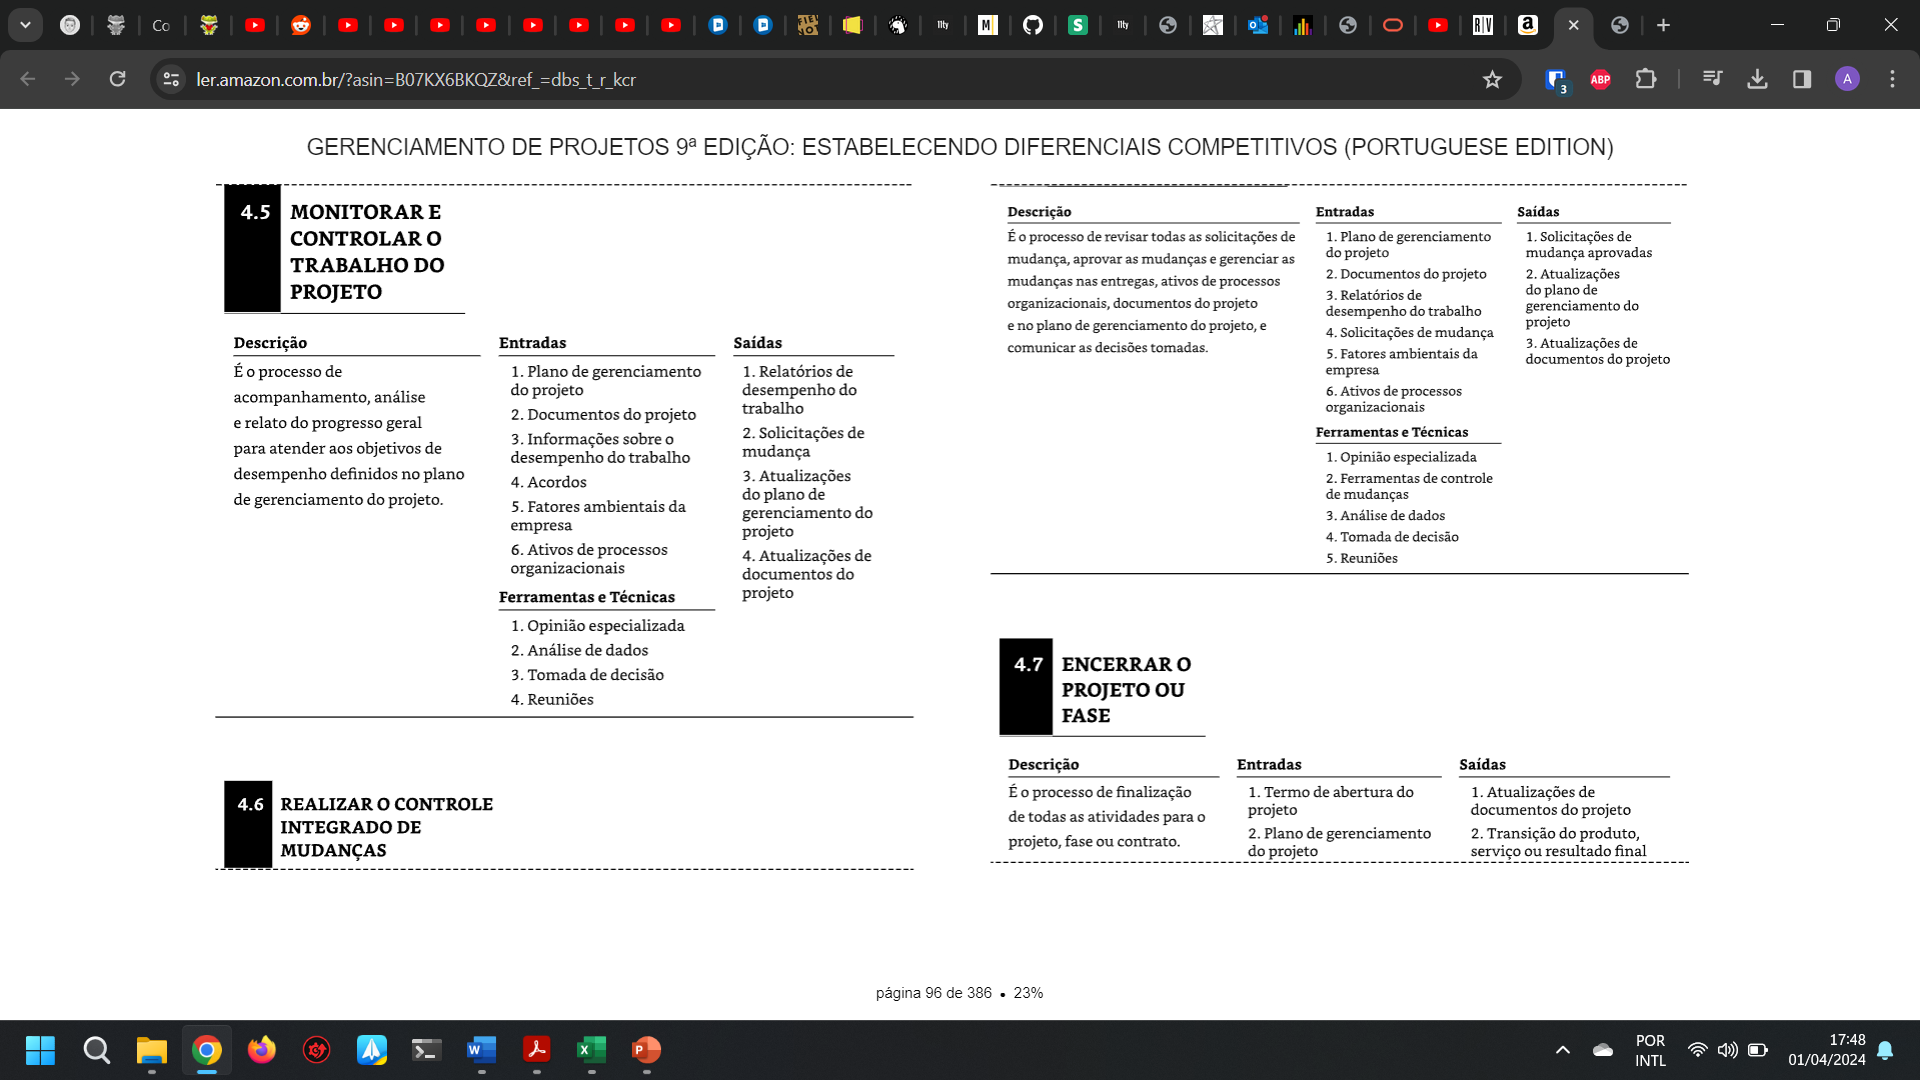 Co
11ty
M
S
11ty
RV
a
ler.amazon.com.br/?asin=B07KX6BKQZ&ref_=dbs_t_r_kcr
3
ABP
A
GERENCIAMENTO DE PROJETOS 9ª EDIÇÃO: ESTABELECENDO DIFERENCIAIS COMPETITIVOS (PORTUGUESE EDITION)
4.5
MONITORAR E
CONTROLAR O
TRABALHO DO
PROJETO
Descrição
É o processo de
acompanhamento, análise
e relato do progresso geral
para atender aos objetivos de
desempenho definidos no plano
de gerenciamento do projeto.
Entradas
1. Plano de gerenciamento
do projeto
2. Documentos do projeto
3. Informações sobre o
desempenho do trabalho
4. Acordos
5. Fatores ambientais da
empresa
6. Ativos de processos
organizacionais
Ferramentas e Técnicas
1. Opinião especializada
2. Análise de dados
3. Tomada de decisão
4. Reuniões
Saídas
1. Relatórios de
desempenho do
trabalho
2. Solicitações de
mudança
3. Atualizações
do plano de
gerenciamento do
projeto
4. Atualizações de
documentos do
projeto
4.6
REALIZAR O CONTROLE
INTEGRADO DE
MUDANÇAS
Descrição
É o processo de revisar todas as solicitações de
mudança, aprovar as mudanças e gerenciar as
mudanças nas entregas, ativos de processos
organizacionais, documentos do projeto
e no plano de gerenciamento do projeto, e
comunicar as decisões tomadas.
Entradas
1. Plano de gerenciamento
do projeto
2. Documentos do projeto
3. Relatórios de
desempenho do trabalho
4. Solicitações de mudança
5. Fatores ambientais da
empresa
6. Ativos de processos
organizacionais
Ferramentas e Técnicas
1. Opinião especializada
2. Ferramentas de controle
de mudanças
3. Análise de dados
4. Tomada de decisão
5. Reuniões
Saídas
1. Solicitações de
mudança aprovadas
2. Atualizações
do plano de
gerenciamento do
projeto
3. Atualizações de
documentos do projeto
4.7
ENCERRAR O
PROJETO OU
FASE
Descrição
É o processo de finalização
de todas as atividades para o
projeto, fase ou contrato.
Entradas
1. Termo de abertura do
projeto
2. Plano de gerenciamento
do projeto
Saídas
1. Atualizações de
documentos do projeto
2. Transição do produto,
serviço ou resultado final
página 96 de 386 • 23%
POR
INTL
17:48
01/04/2024